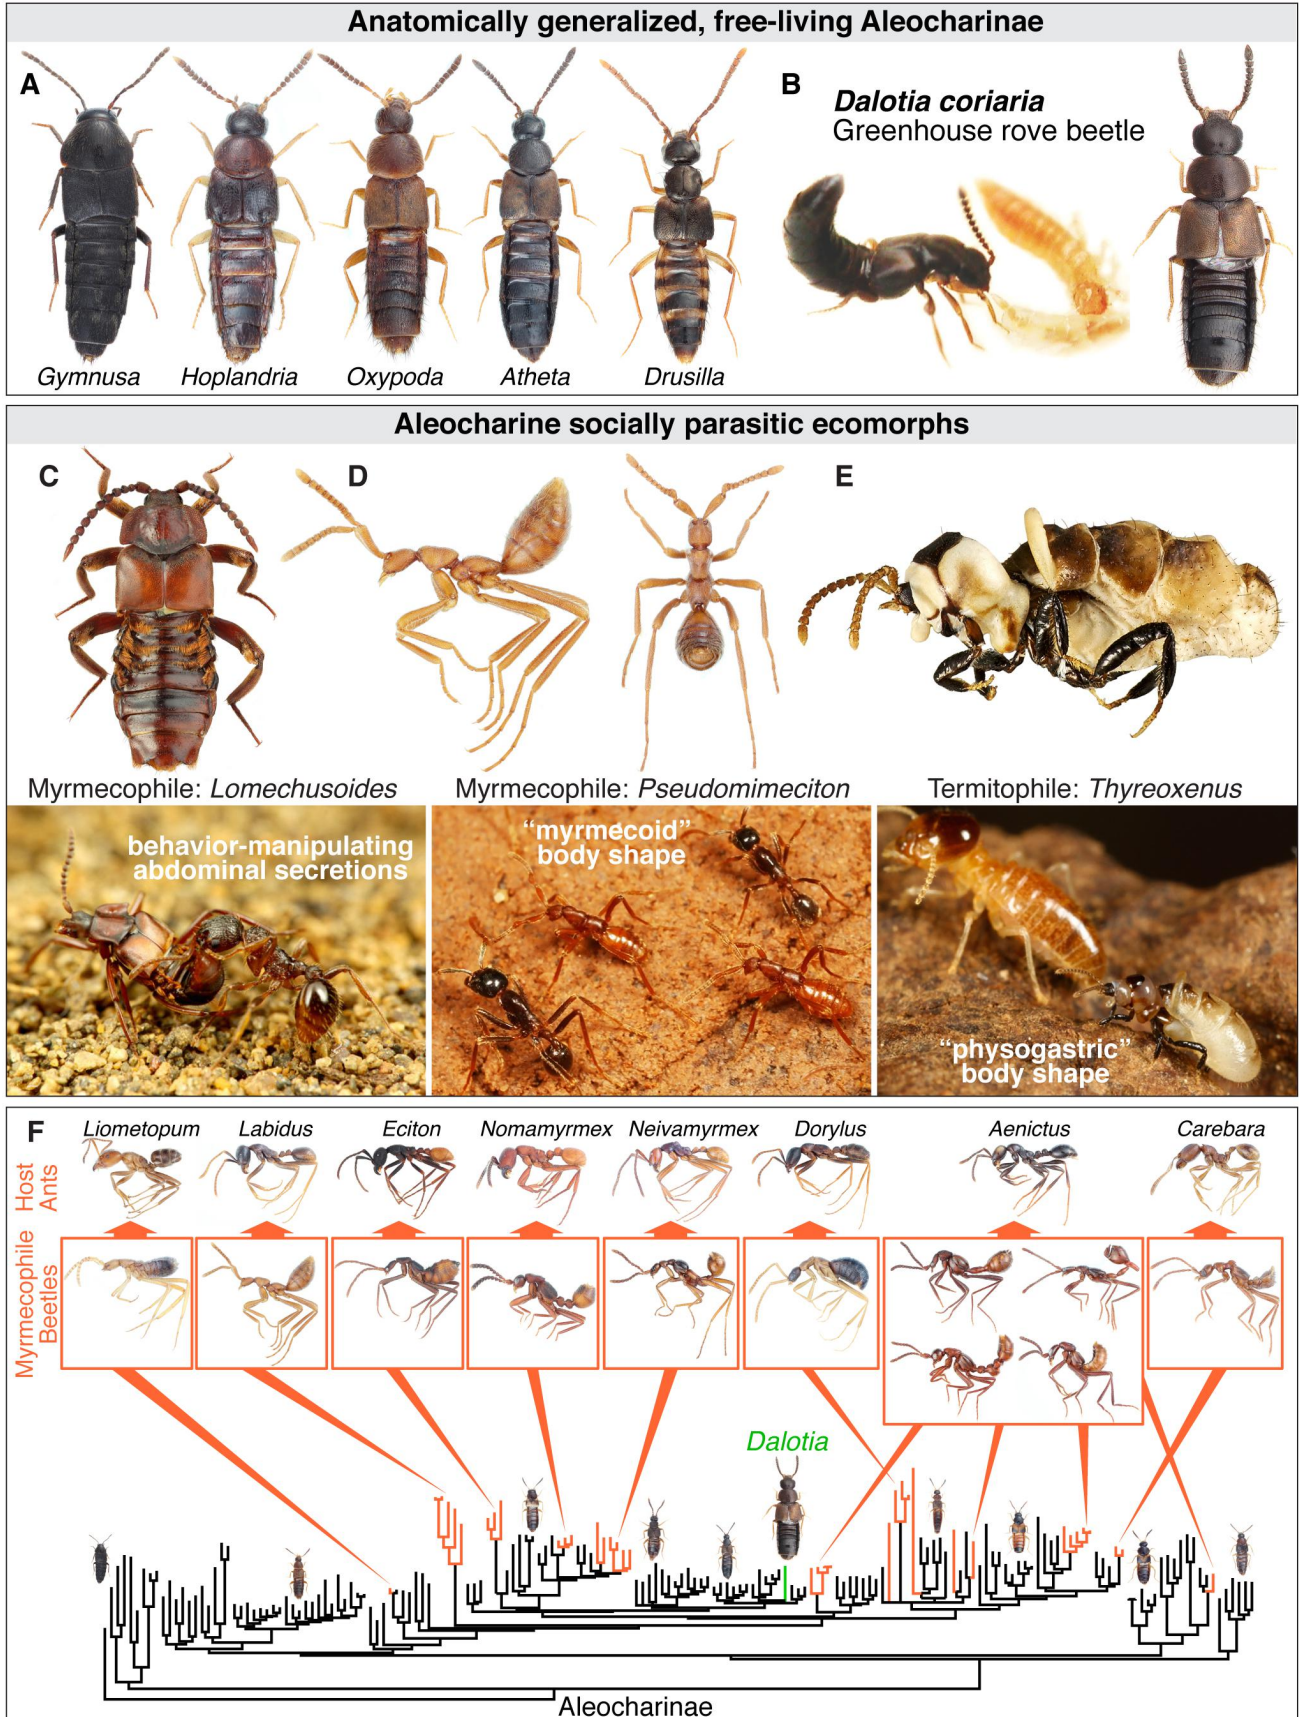 Anatomically generalized, free-living Aleocharinae
A
B
Dalotia coriaria
Greenhouse rove beetle
Gymnusa
Hoplandria
Oxypoda
Atheta
Drusilla
Aleocharine socially parasitic ecomorphs
C
D
E
Myrmecophile: Lomechusoides
Myrmecophile: Pseudomimeciton
Termitophile: Thyreoxenus
behavior-manipulating
abdominal secretions
“myrmecoid”
body shape
“physogastric”
body shape
F
Liometopum
Labidus
Eciton
Nomamyrmex
Neivamyrmex
Dorylus
Aenictus
Carebara
Host
Ants
Myrmecophile
Beetles
Dalotia
Aleocharinae